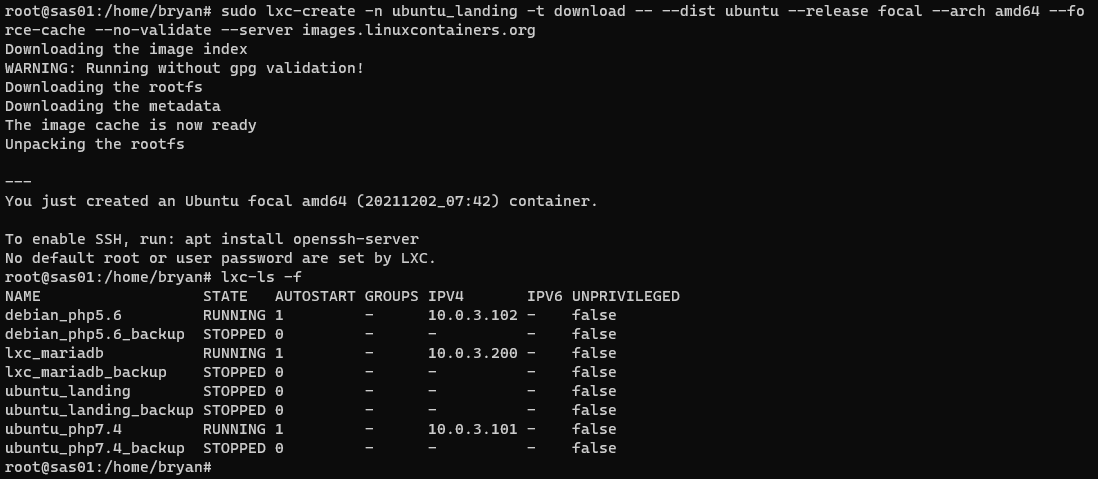 root@sas01:/home/bryan# sudo lxc-create -n ubuntu_landing -t download -- --dist ubuntu --release focal --arch amd64 --fo
rce-cache --no-validate --server images.linuxcontainers.org
Downloading the image index
WARNING: Running without gpg validation!
Downloading the rootfs
Downloading the metadata
The image cache is now ready
Unpacking the rootfs

---
You just created an Ubuntu focal amd64 (20211202_07:42) container.

To enable SSH, run: apt install openssh-server
No default root or user password are set by LXC.
root@sas01:/home/bryan# lxc-ls -f
NAME                  STATE   AUTOSTART GROUPS IPV4       IPV6 UNPRIVILEGED
debian_php5.6         RUNNING 1         -      10.0.3.102 -    false
debian_php5.6_backup  STOPPED 0         -      -          -    false
lxc_mariadb           RUNNING 1         -      10.0.3.200 -    false
lxc_mariadb_backup    STOPPED 0         -      -          -    false
ubuntu_landing        STOPPED 0         -      -          -    false
ubuntu_landing_backup STOPPED 0         -      -          -    false
ubuntu_php7.4         RUNNING 1         -      10.0.3.101 -    false
ubuntu_php7.4_backup  STOPPED 0         -      -          -    false
root@sas01:/home/bryan#